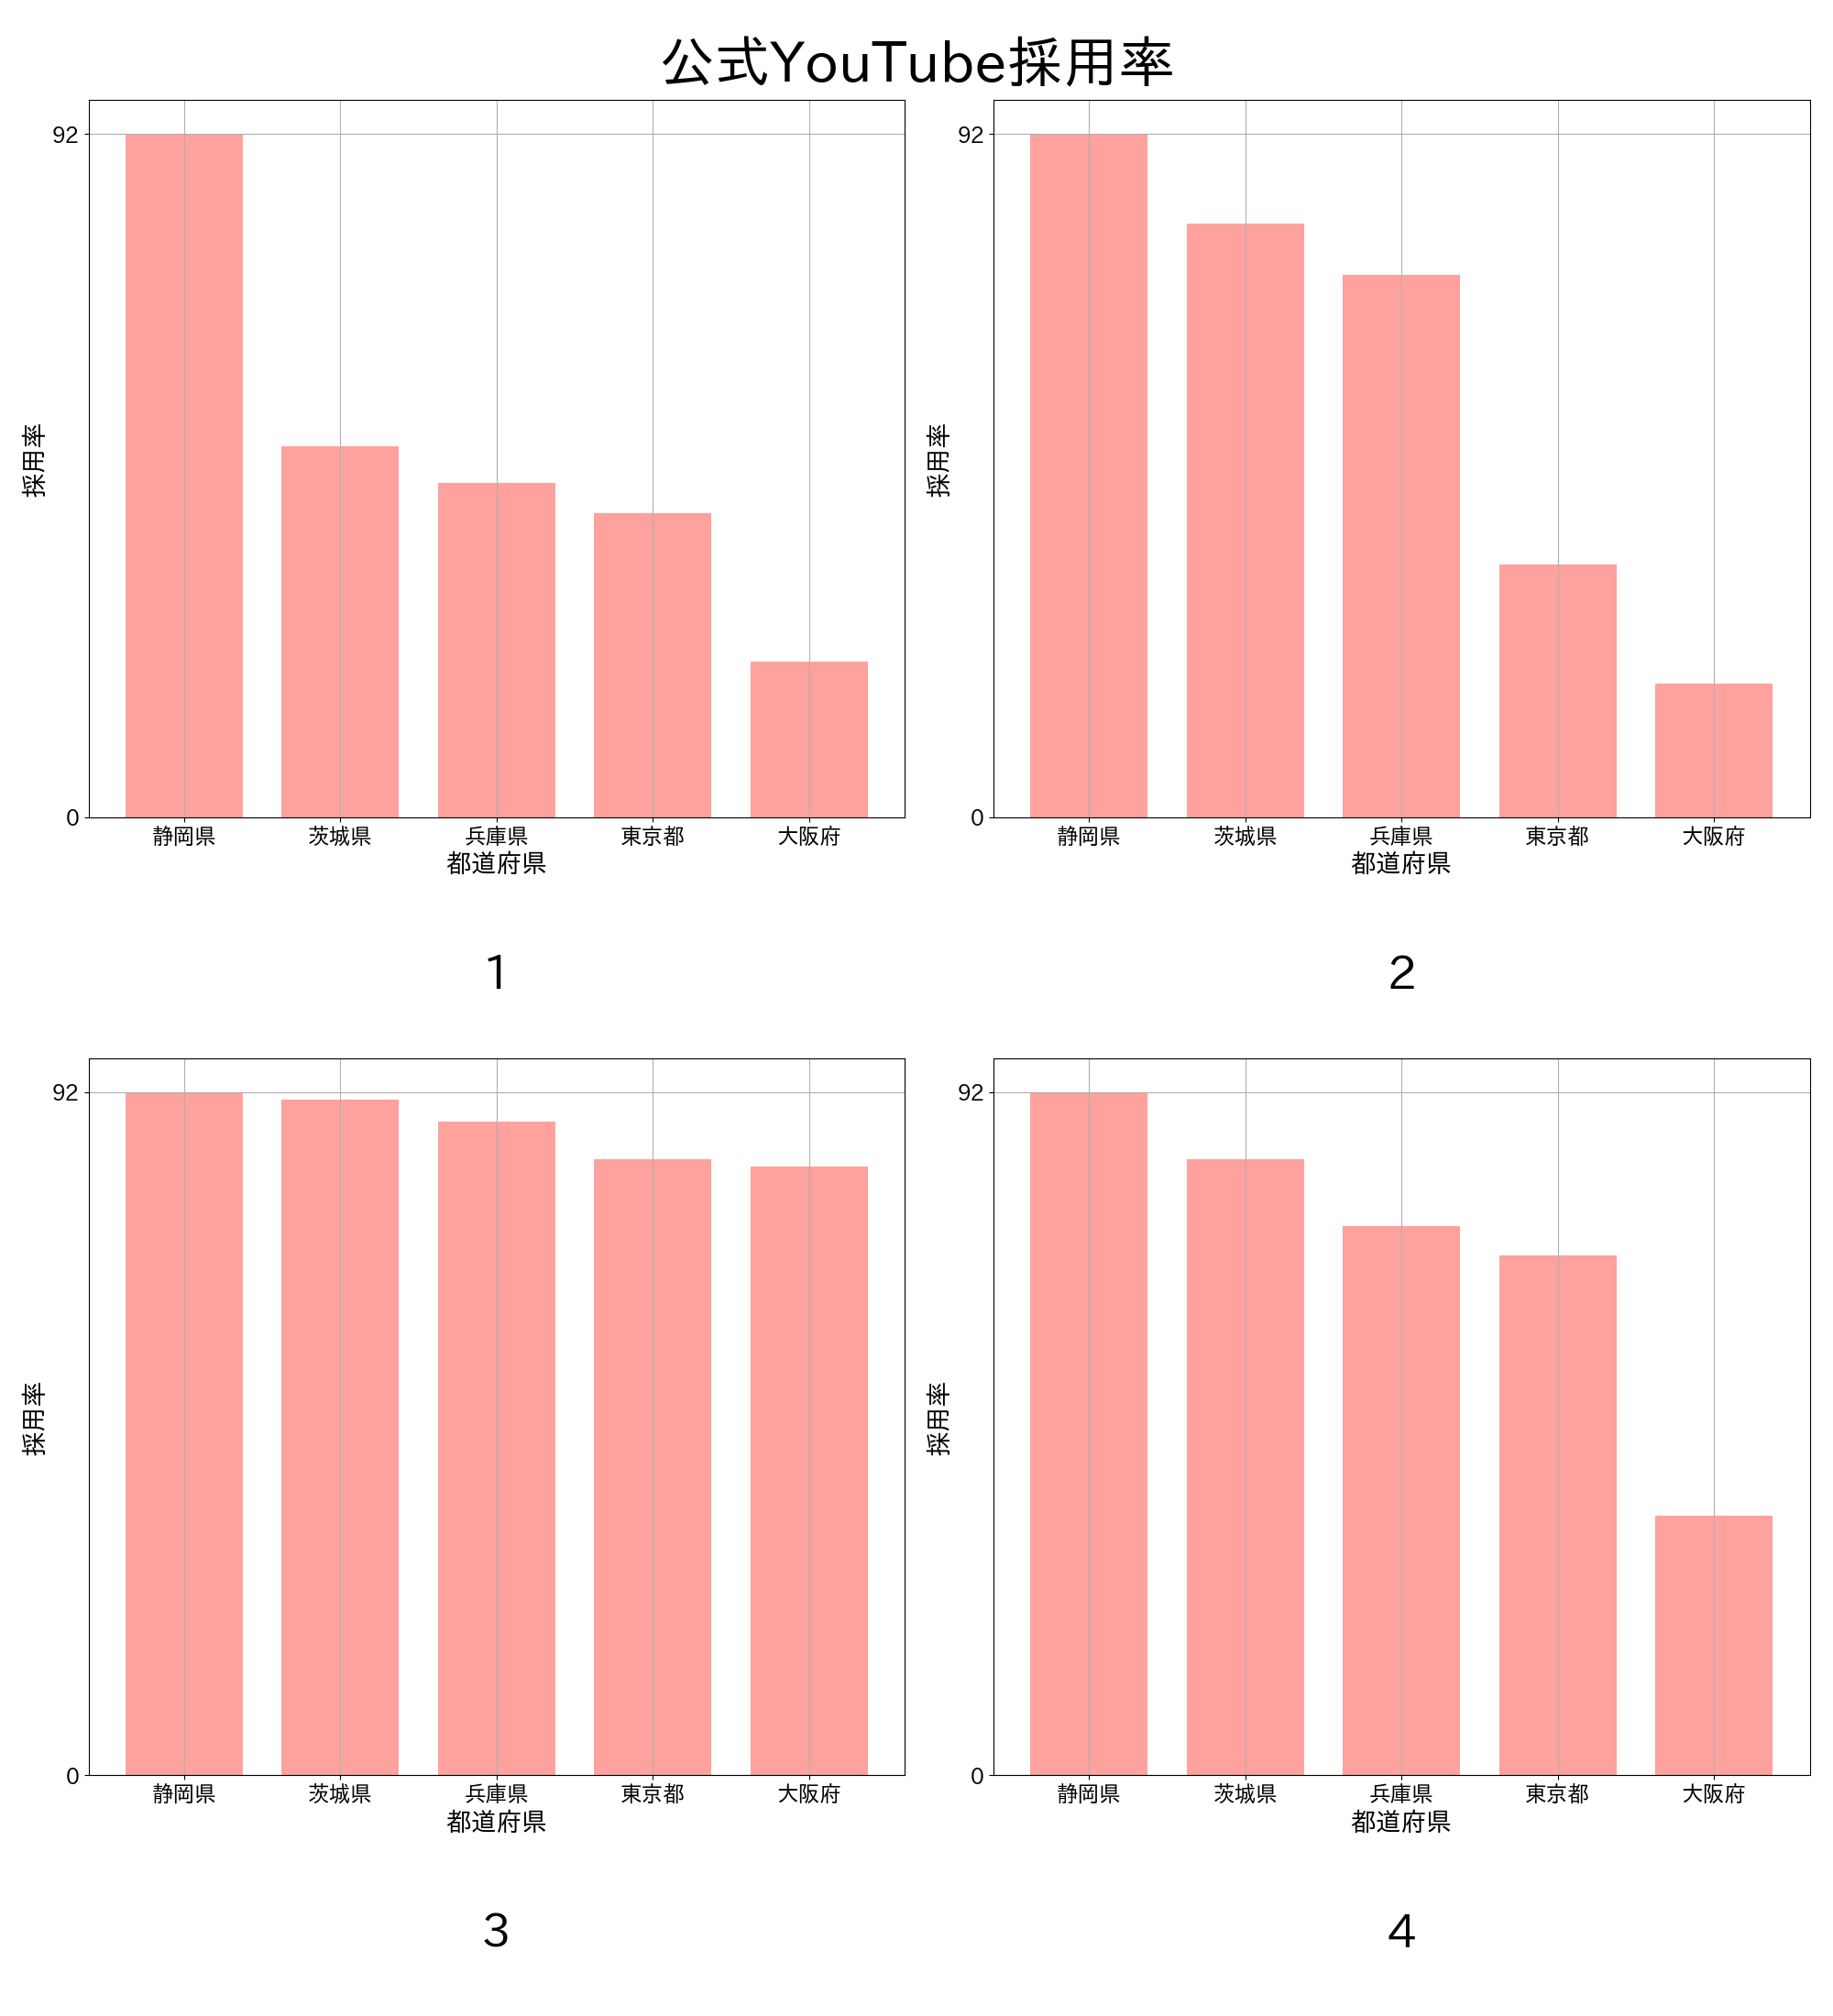 公式YouTube採用率
92
採用率
0
静岡県 茨城県 兵庫県 東京都 大阪府
都道府県
1
92
採用率
0
静岡県 茨城県 兵庫県 東京都 大阪府
都道府県
2
92
採用率
0
静岡県 茨城県 兵庫県 東京都 大阪府
都道府県
3
92
採用率
0
静岡県 茨城県 兵庫県 東京都 大阪府
都道府県
4